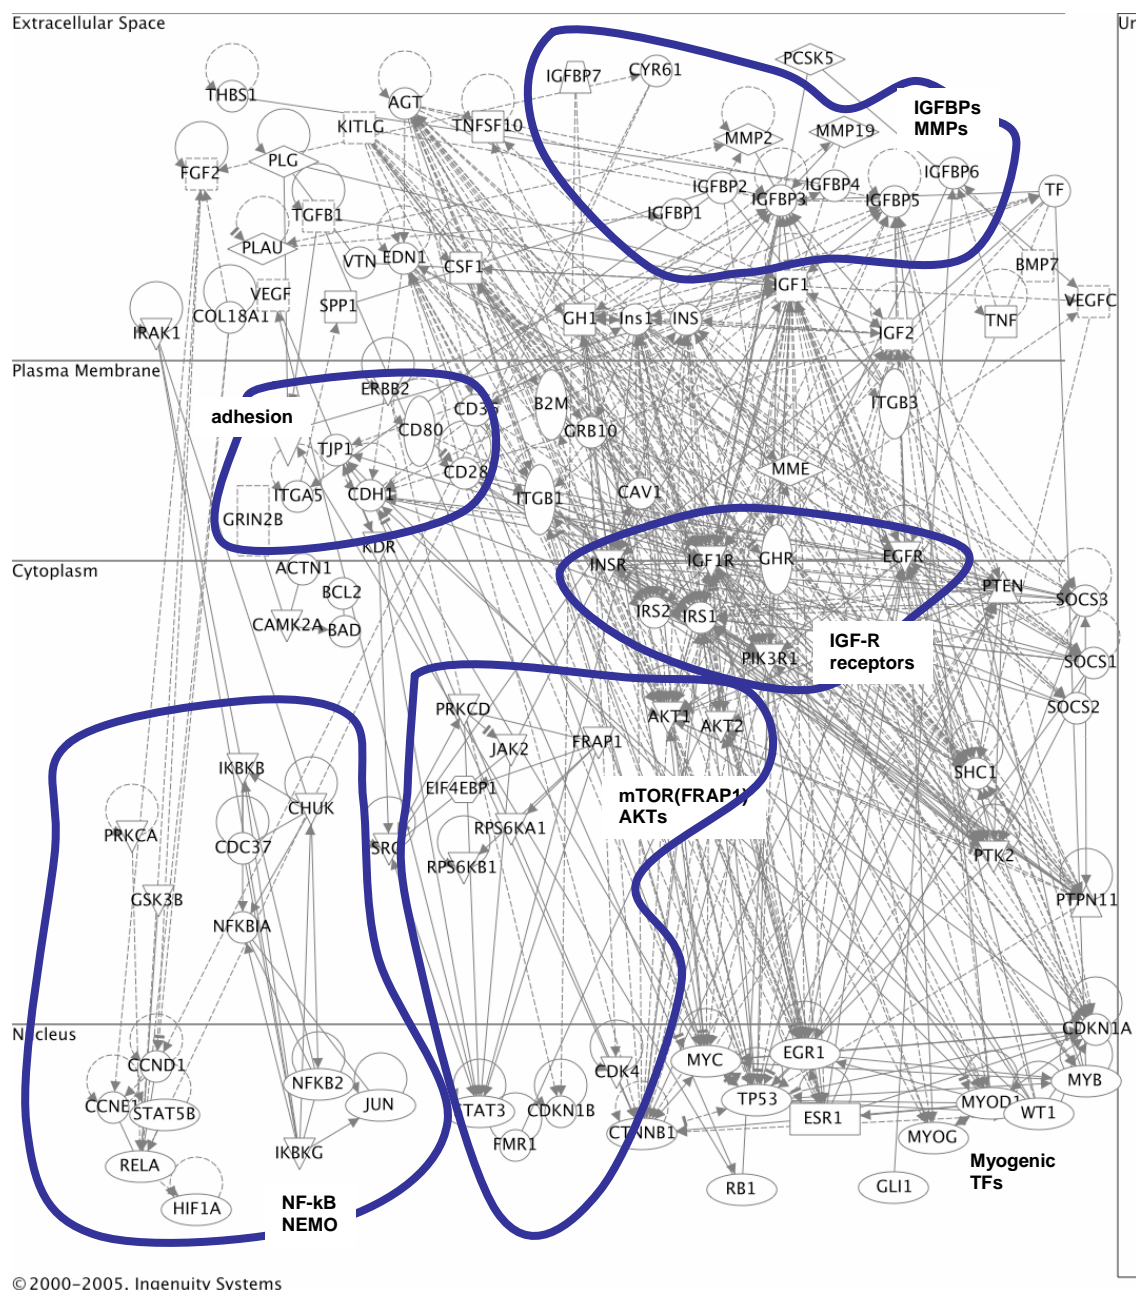 Extracellular Space
Ur
THBS1
AGT
IGFBP7
CYR61
PCSK5
IGFBPs
MMPs
KITLG
TNFSF10
MMP2
MMP19
FGF2
PLG
IGFBP2
IGFBP3
IGFBP4
IGFBP5
IGFBP6
TF
TGFB1
IGFBP1
PLAU
VTN
EDN1
CSF1
BMP7
IGF1
VEGF
SPP1
COL18A1
IRAK1
GH1
Ins1
INS
IGF2
TNF
VEGFC
Plasma Membrane
ERBB2
B2M
ITGB3
adhesion
CD36
CD80
GRB10
TJP1
CD28
MME
ITGA5
CDH1
ITGB1
CAV1
GRIN2B
KDR
INSR
IGF1R
GHR
EGFR
Cytoplasm
ACTN1
BCL2
PTEN
SOCS3
CAMK2A
BAD
IRS2
IRS1
PIK3R1
IGF-R
receptors
SOCS1
PRKCD
AKT1
AKT2
SOCS2
JAK2
FRAP1
IKBKB
SHC1
CHUK
EIF4EBP1
mTOR(FRAP1)
AKTs
PRKCA
CDC37
SRC
RPS6KA1
RPS6KB1
PTK2
GSK3B
NFKBIA
PTPN11
Nucleus
CDKN1A
CCND1
NFKB2
CDK4
MYC
EGR1
MYB
CCNE1
STAT5B
JUN
STAT3
CDKN1B
TP53
ESR1
MYOD1
WT1
RELA
IKBKG
FMR1
CTNNB1
MYOG
HIF1A
NF-kB
NEMO
RB1
GLI1
Myogenic
TFs
©2000-2005, Ingenuity Systems